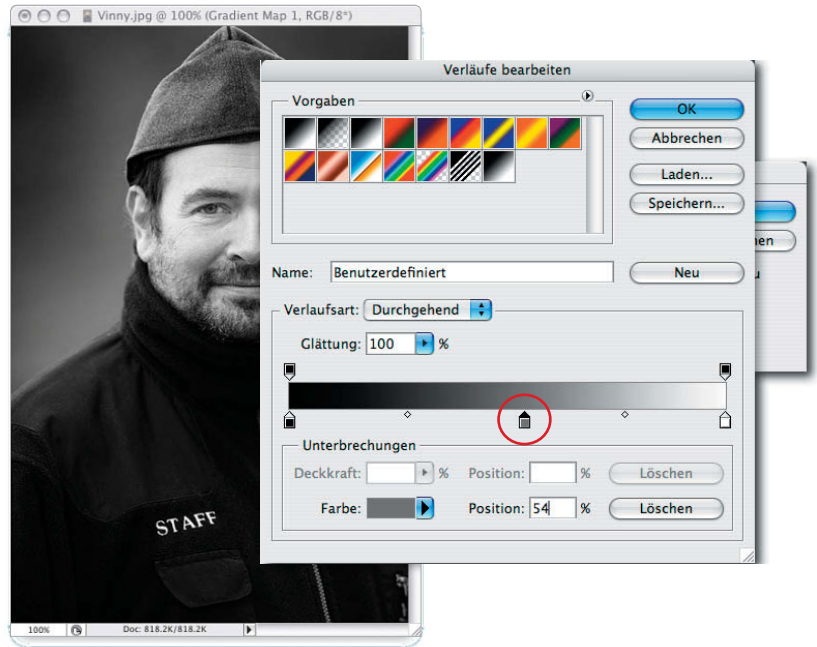 Vinny.jpg @ 100% (Gradient Map 1, RGB/8*)
STAFF
100%
Doc: 818.2K/818.2K
Verläufe bearbeiten
Vorgaben
OK
Abbrechen
Laden...
Speichern...
Name: Benutzerdefiniert
Neu
Verlaufsart: Durchgehend
Glättung: 100 %
Unterbrechungen
Deckkraft: % Position: % Löschen
Farbe: Position: 54 % Löschen